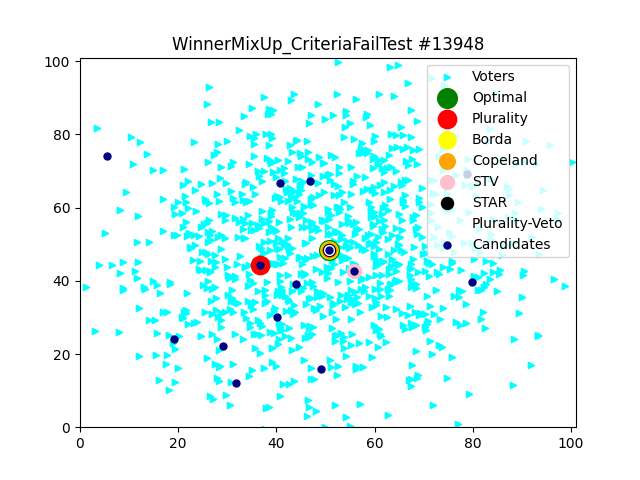 WinnerMixUp_CriteriaFailTest #13948
100
80
60
40
20
0
0
20
40
60
80
100
Voters
Optimal
Plurality
Borda
Copeland
STV
STAR
Plurality-Veto
Candidates